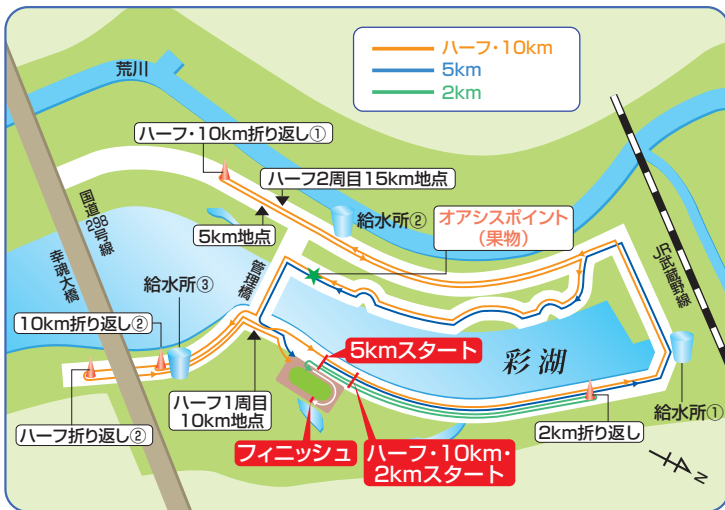 ハーフ・10km
5km
2km
荒川
ハーフ・10km折り返し①
ハーフ2周目15km地点
5km地点
給水所②
オアシスポイント
(果物)
国道298号線
幸魂大橋
管理橋
JR武蔵野線
給水所③
10km折り返し②
5kmスタート
彩湖
ハーフ折り返し②
ハーフ1周目
10km地点
フィニッシュ
ハーフ・10km・
2kmスタート
2km折り返し
給水所①
N